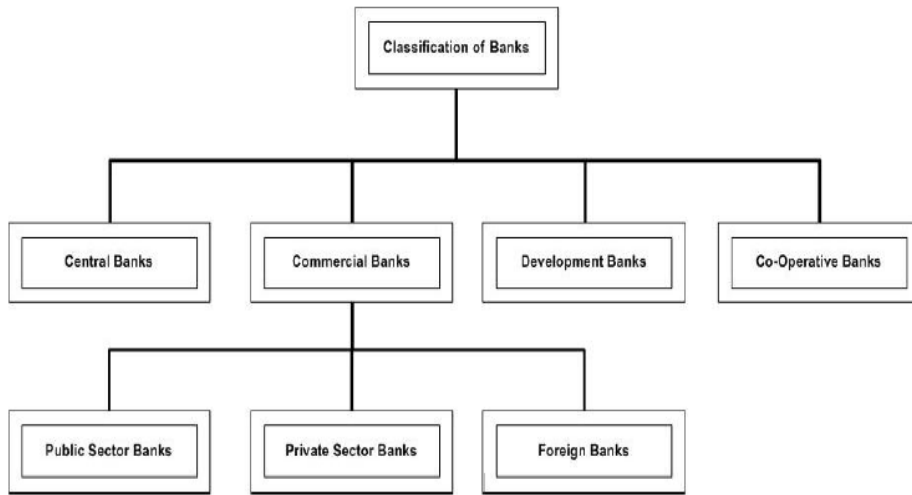 Classification of Banks
Central Banks
Commercial Banks
Development Banks
Co-Operative Banks
Public Sector Banks
Private Sector Banks
Foreign Banks